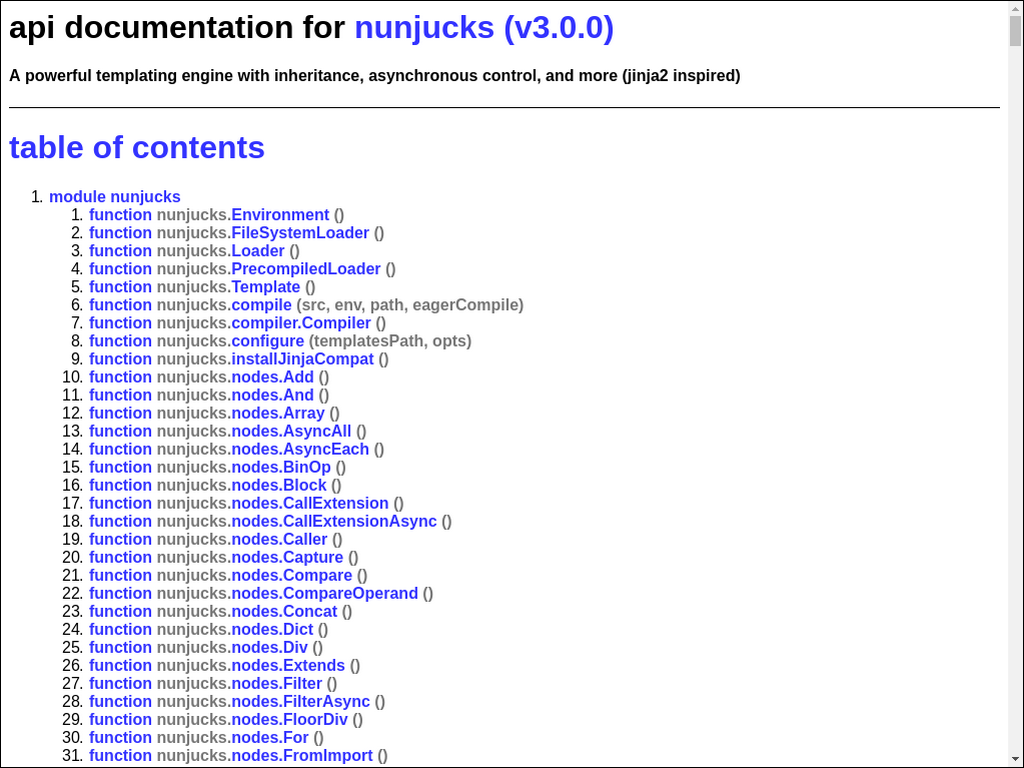 api documentation for nunjucks (v3.0.0)
A powerful templating engine with inheritance, asynchronous control, and more (jinja2 inspired)
table of contents
1. module nunjucks
1. function nunjucks.Environment ()
2. function nunjucks.FileSystemLoader ()
3. function nunjucks.Loader ()
4. function nunjucks.PrecompiledLoader ()
5. function nunjucks.Template ()
6. function nunjucks.compile (src, env, path, eagerCompile)
7. function nunjucks.compiler.Compiler ()
8. function nunjucks.configure (templatesPath, opts)
9. function nunjucks.installJinjaCompat ()
10. function nunjucks.nodes.Add ()
11. function nunjucks.nodes.And ()
12. function nunjucks.nodes.Array ()
13. function nunjucks.nodes.AsyncAll ()
14. function nunjucks.nodes.AsyncEach ()
15. function nunjucks.nodes.BinOp ()
16. function nunjucks.nodes.Block ()
17. function nunjucks.nodes.CallExtension ()
18. function nunjucks.nodes.CallExtensionAsync ()
19. function nunjucks.nodes.Caller ()
20. function nunjucks.nodes.Capture ()
21. function nunjucks.nodes.Compare ()
22. function nunjucks.nodes.CompareOperand ()
23. function nunjucks.nodes.Concat ()
24. function nunjucks.nodes.Dict ()
25. function nunjucks.nodes.Div ()
26. function nunjucks.nodes.Extends ()
27. function nunjucks.nodes.Filter ()
28. function nunjucks.nodes.FilterAsync ()
29. function nunjucks.nodes.FloorDiv ()
30. function nunjucks.nodes.For ()
31. function nunjucks.nodes.FromImport ()